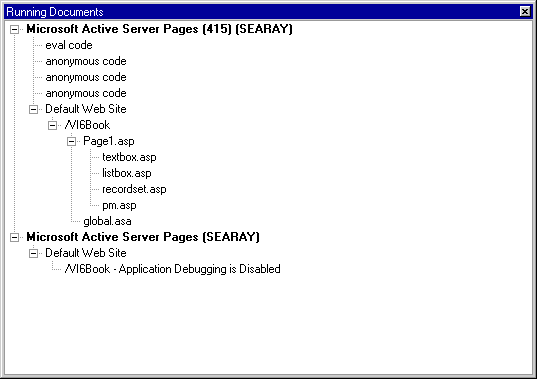 Running Documents
Microsoft Active Server Pages (415) (SEARAY)
eval code
anonymous code
anonymous code
anonymous code
Default Web Site
/VI6Book
Page1.asp
textbox.asp
listbox.asp
recordset.asp
pm.asp
global.asa
Microsoft Active Server Pages (SEARAY)
Default Web Site
/VI6Book - Application Debugging is Disabled